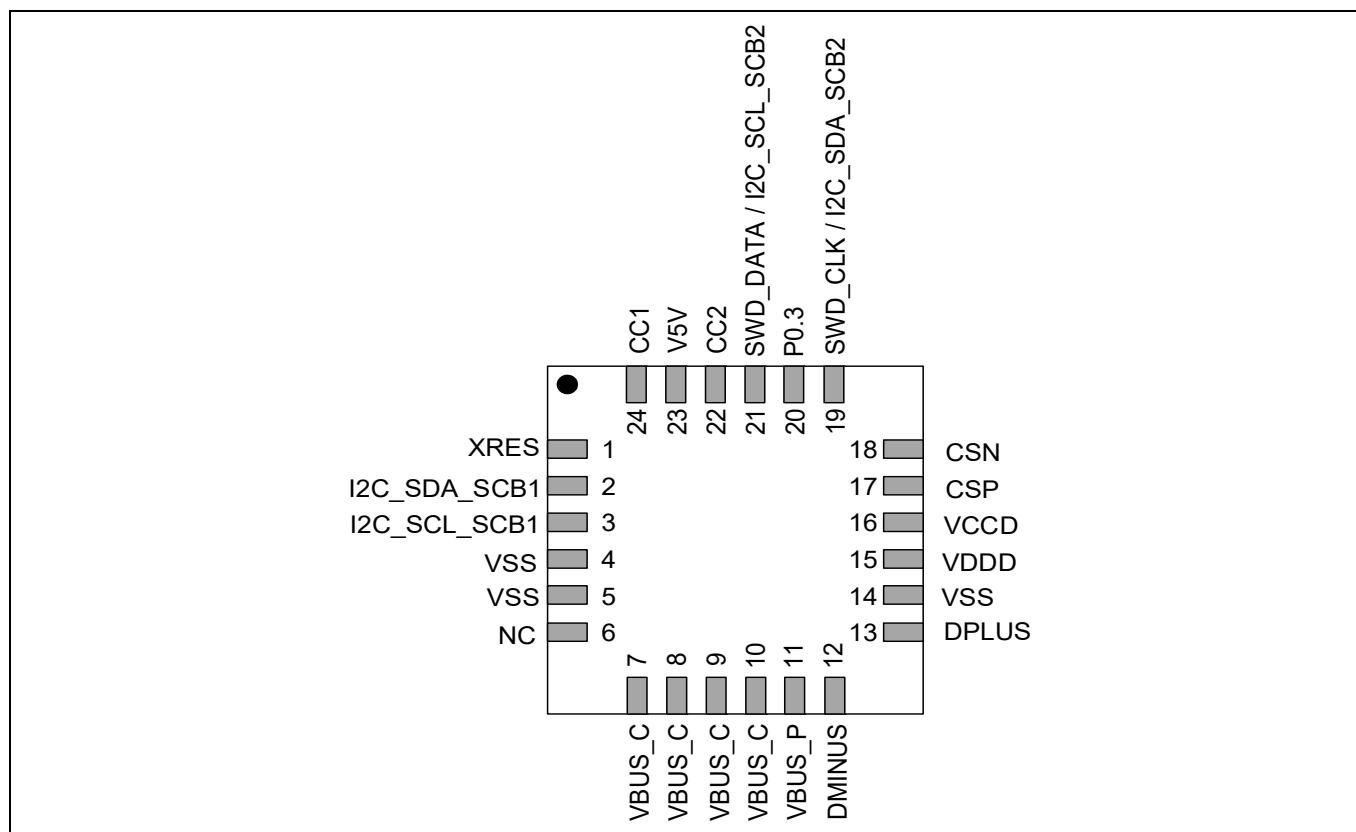 SWD_DATA / I2C_SCL_SCB2
SWD_CLK / I2C_SDA_SCB2
CC1
V5V
CC2
P0.3
24
23
22
21
20
19
XRES 1
I2C_SDA_SCB1 2
I2C_SCL_SCB1 3
VSS 4
VSS 5
NC 6
18 CSN
17 CSP
16 VCCD
15 VDDD
14 VSS
13 DPLUS
7
8
9
10
11
12
VBUS_C
VBUS_C
VBUS_C
VBUS_C
VBUS_P
DMINUS